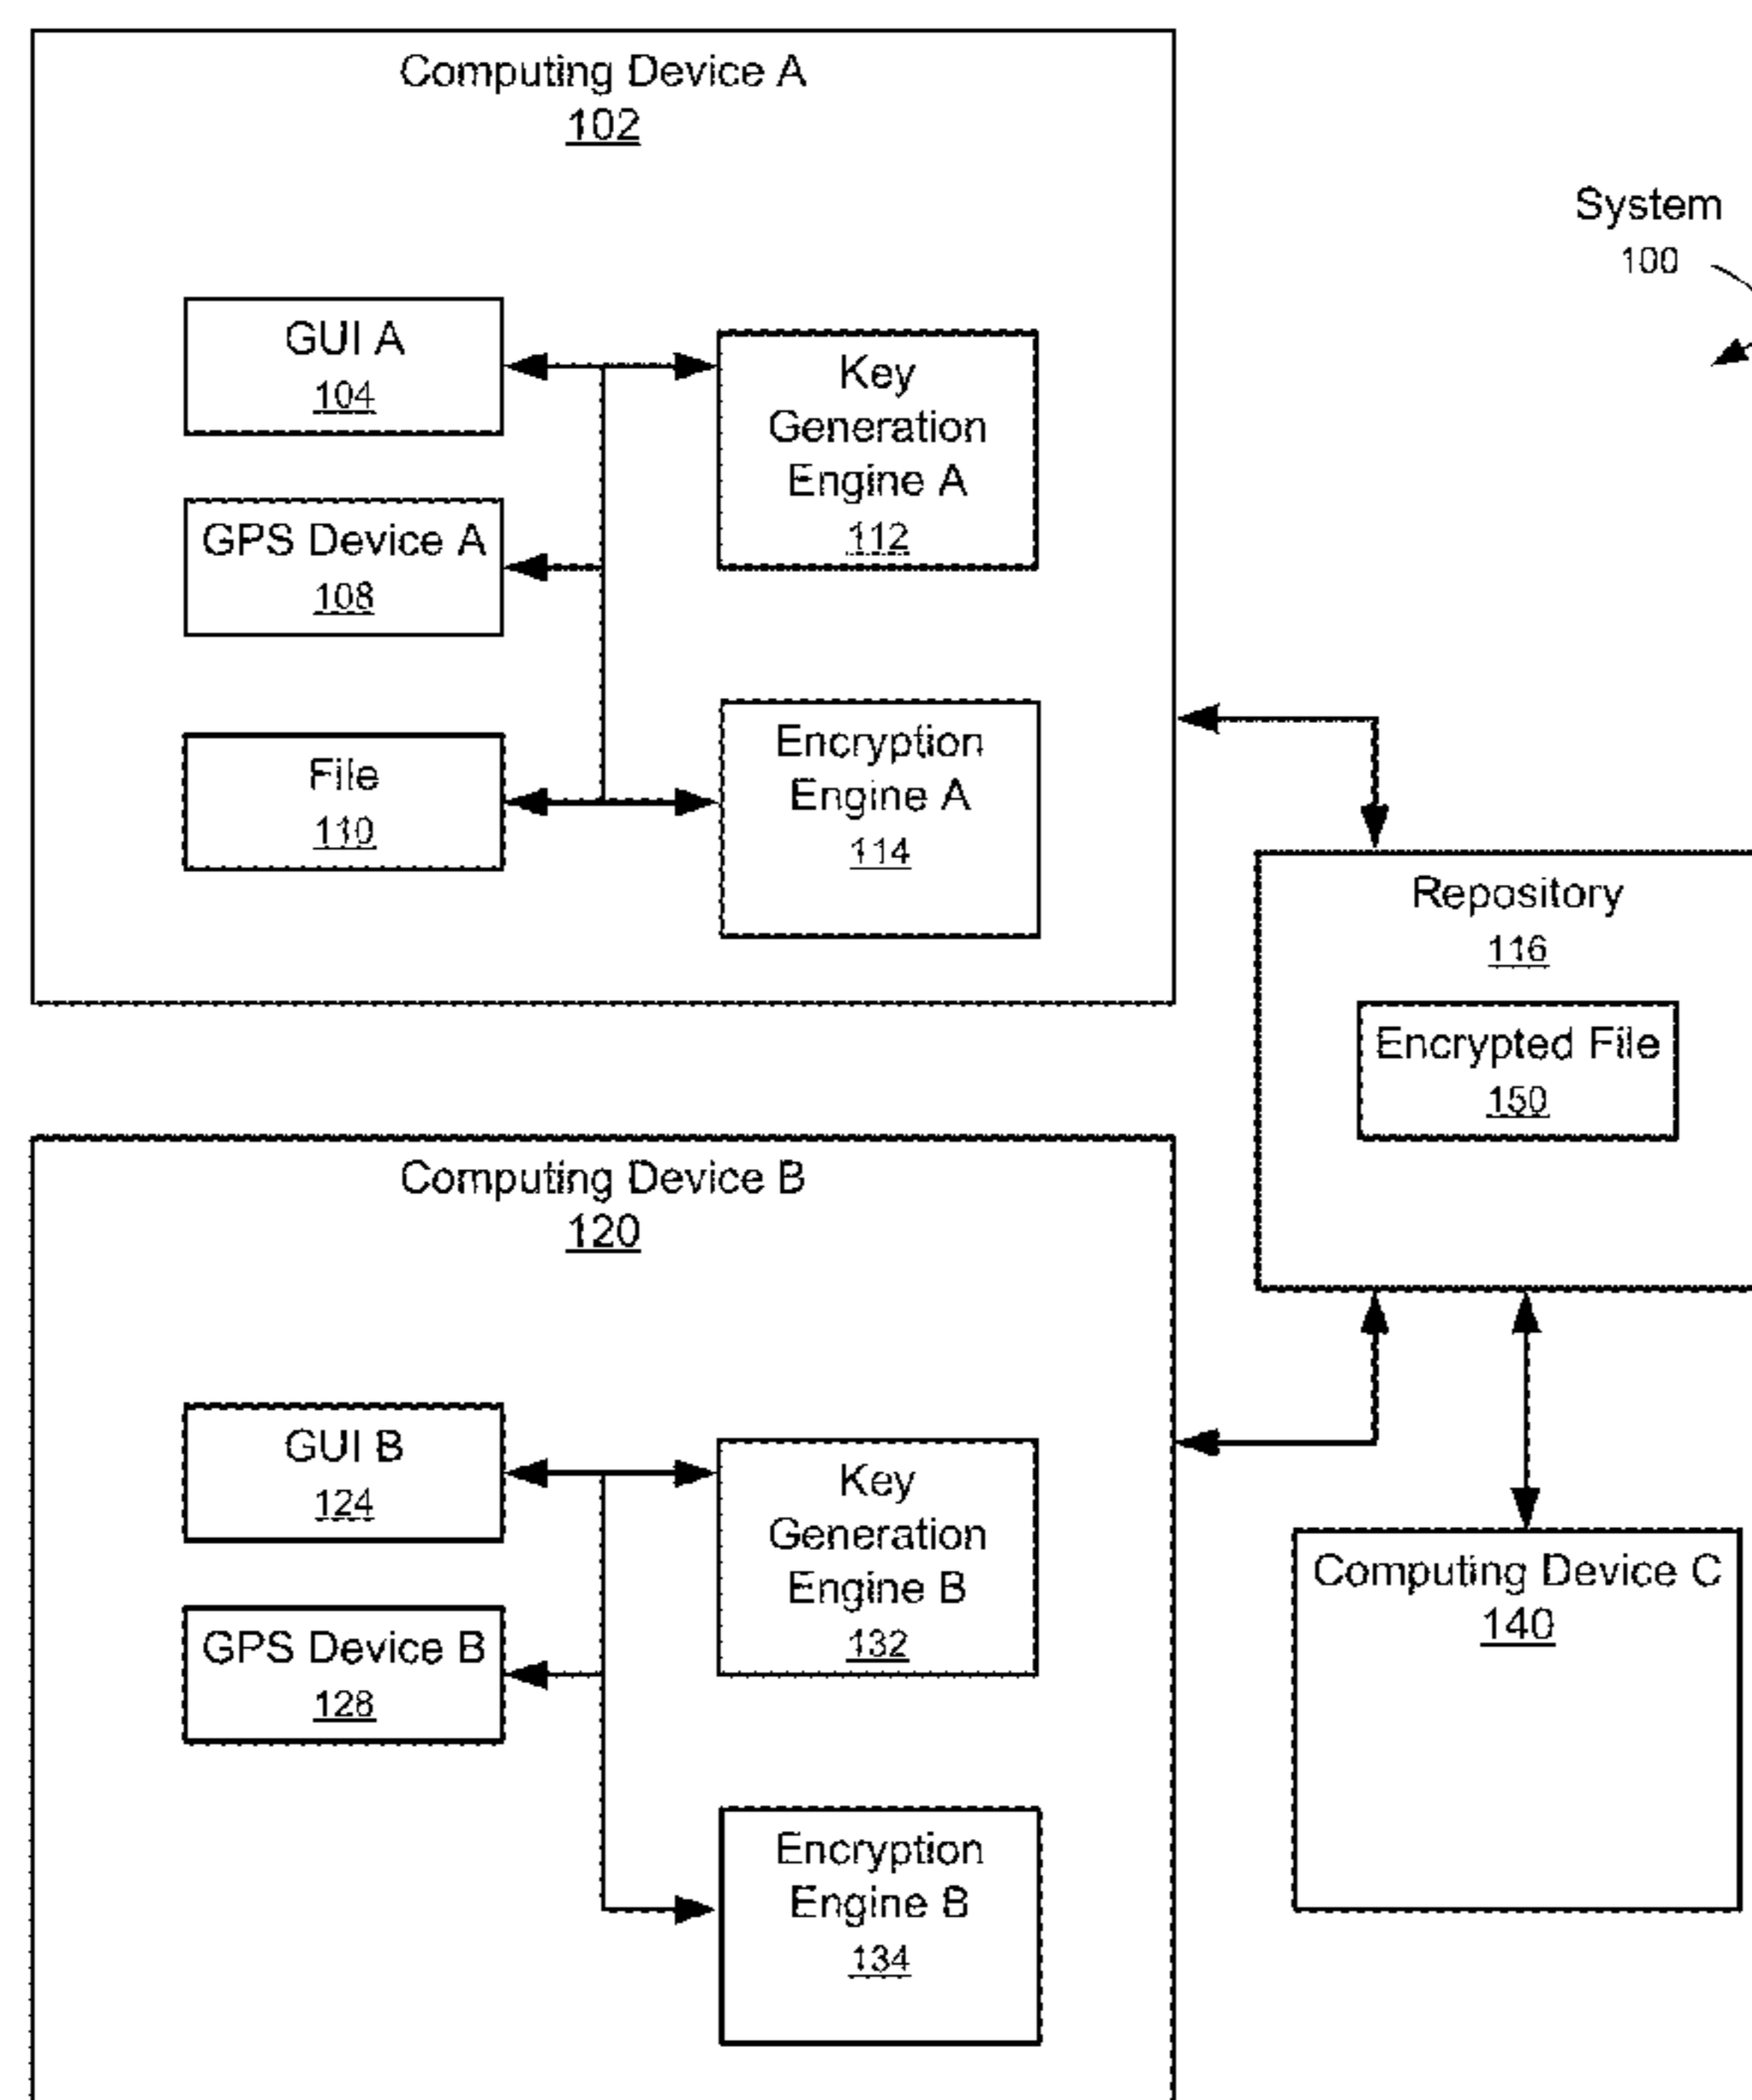 Computing Device A
102
System
100
GUI A
104
Key
Generation
Engine A
112
GPS Device A
108
File
110
Encryption
Engine A
114
Repository
116
Encrypted File
150
Computing Device B
120
GUI B
124
Key
Generation
Engine B
132
GPS Device B
128
Encryption
Engine B
134
Computing Device C
140